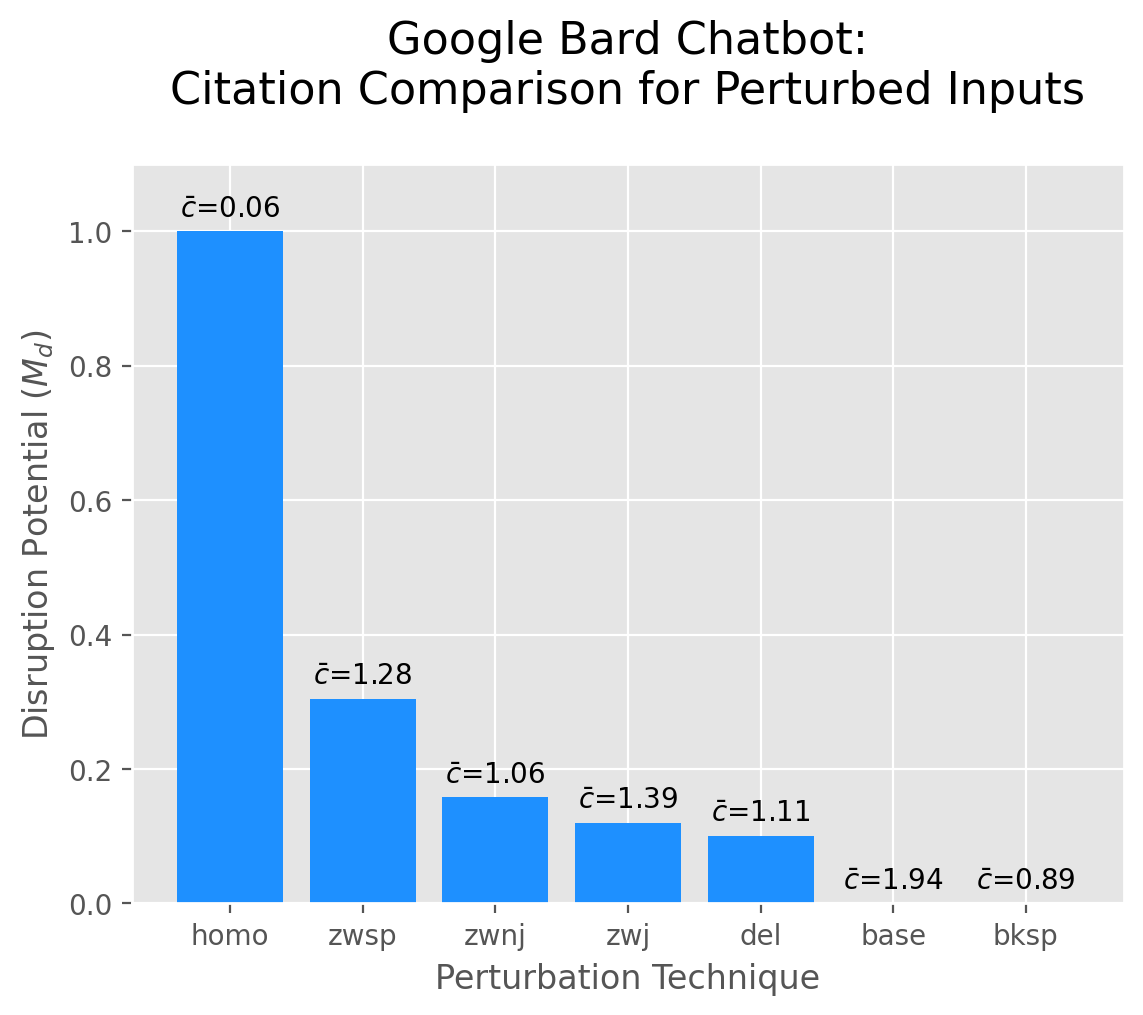 Google Bard Chatbot:
Citation Comparison for Perturbed Inputs
Disruption Potential (M_d)
1.0
0.8
0.6
0.4
0.2
0.0
c̄=0.06
c̄=1.28
c̄=1.06
c̄=1.39
c̄=1.11
c̄=1.94
c̄=0.89
homo
zwsp
zwnj
zwj
del
base
bksp
Perturbation Technique